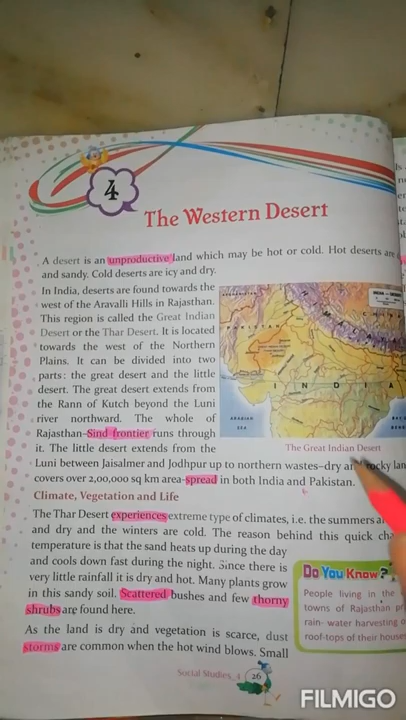 4
The Western Desert
A desert is an unproductive land which may be hot or cold. Hot deserts are
and sandy. Cold deserts are icy and dry.
In India, deserts are found towards the
west of the Aravalli Hills in Rajasthan.
This region is called the Great Indian
Desert or the Thar Desert. It is located
towards the west of the Northern
Plains. It can be divided into two
parts: the great desert and the little
desert. The great desert extends from
the Rann of Kutch beyond the Luni
river northward. The whole of
Rajasthan–Sind frontier runs through
it. The little desert extends from the
PAKISTAN
INDIA
ARABIAN
SEA
The Great Indian Desert
Luni between Jaisalmer and Jodhpur up to northern wastes–dry and rocky
covers over 2,00,000 sq km area-spread in both India and Pakistan.
Climate, Vegetation and Life
The Thar Desert experiences extreme type of climates, i.e. the summers
and dry and the winters are cold. The reason behind this quick
temperature is that the sand heats up during the day
and cools down fast during the night. Since there is
very little rainfall it is dry and hot. Many plants grow
in this sandy soil. Scattered bushes and few thorny
shrubs are found here.
As the land is dry and vegetation is scarce, dust
storms are common when the hot wind blows. Small
Do You Know?
People living in the
towns of Rajasthan
rain- water harvesting
roof-tops of their
Social Studies_4
26
FILMIGO